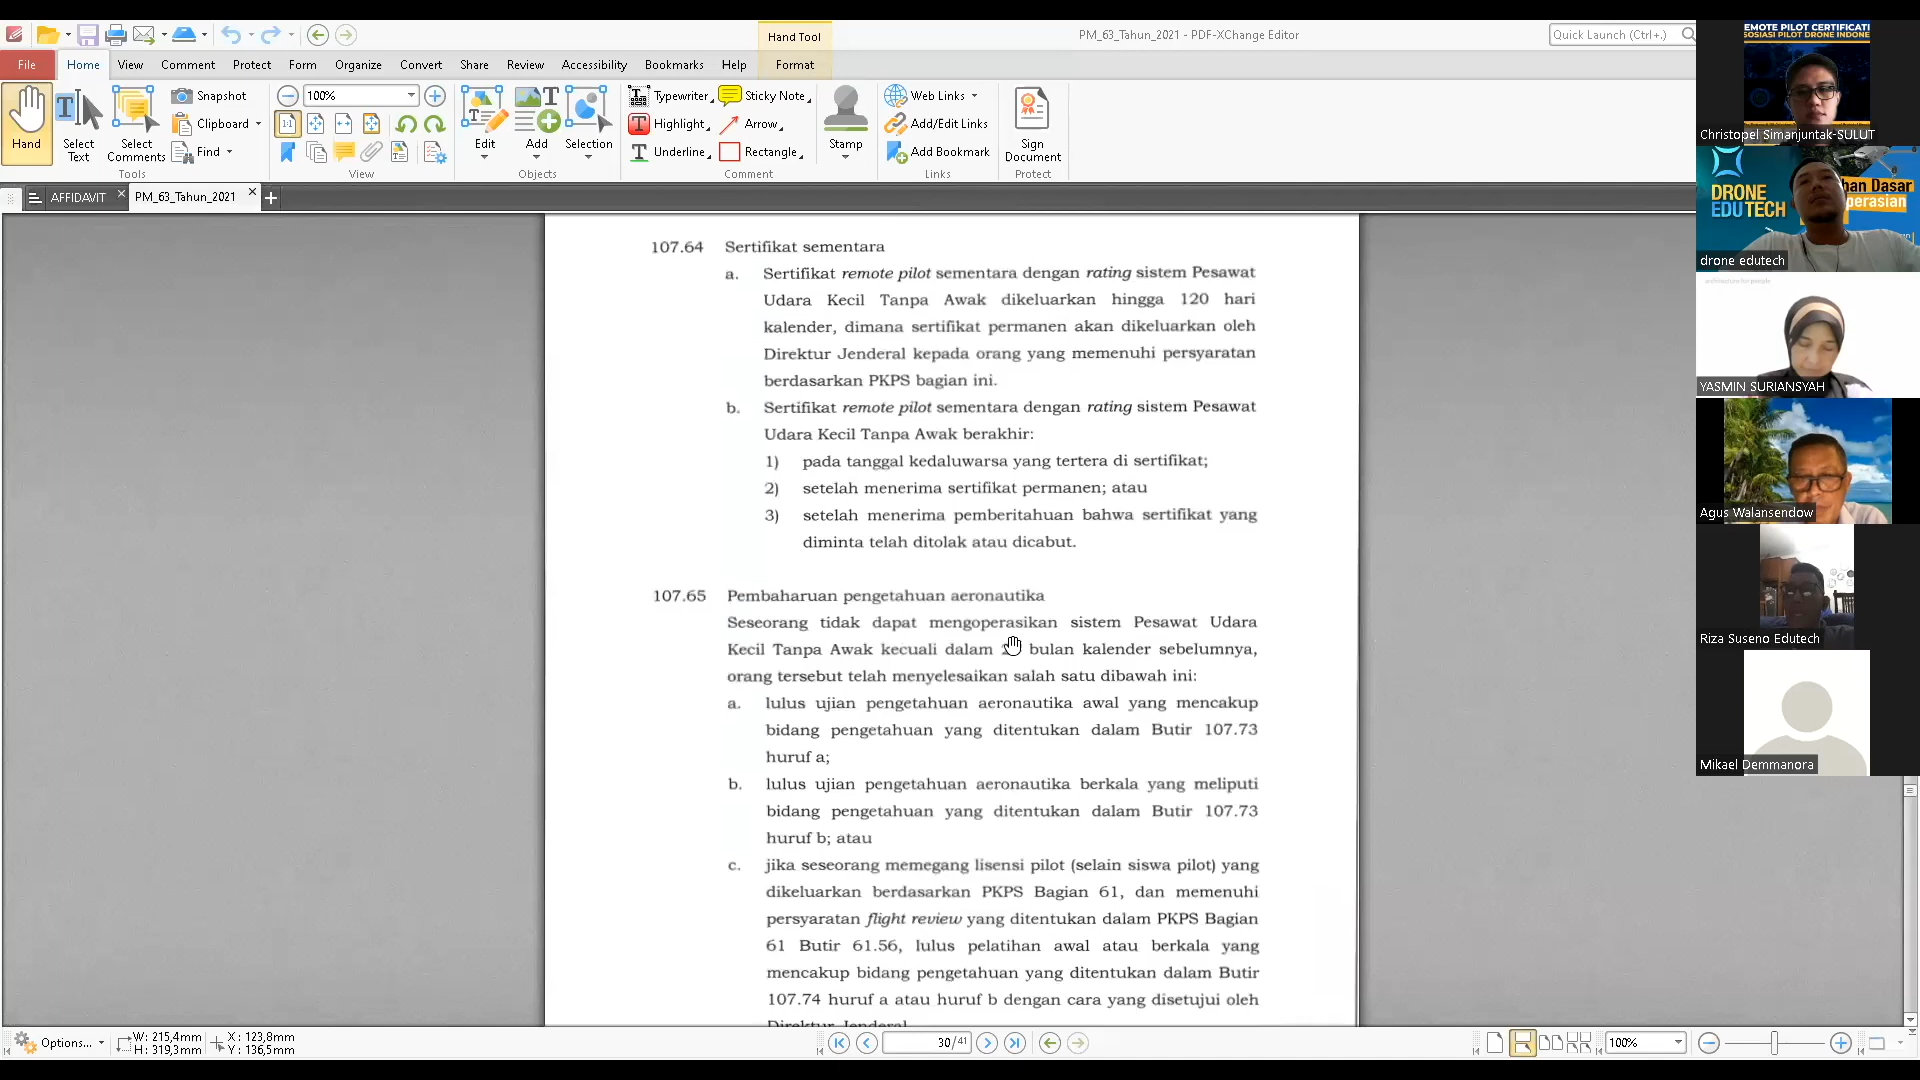 PM_63_Tahun_2021 - PDF-XChange Editor
Hand Tool
Quick Launch (Ctrl+.)
File Home View Comment Protect Form Organize Convert Share Review Accessibility Bookmarks Help Format
Hand
Select Text
Select Comments
Snapshot
Clipboard
Find
Tools
100%
View
Edit
Add
Selection
Objects
Typewriter
Highlight
Underline
Sticky Note
Arrow
Rectangle
Comment
Stamp
Web Links
Add/Edit Links
Add Bookmark
Links
Sign Document
Protect
AFFIDAVIT
PM_63_Tahun_2021
107.64 Sertifikat sementara
a. Sertifikat remote pilot sementara dengan rating sistem Pesawat
Udara Kecil Tanpa Awak dikeluarkan hingga 120 hari
kalender, dimana sertifikat permanen akan dikeluarkan oleh
Direktur Jenderal kepada orang yang memenuhi persyaratan
berdasarkan PKPS bagian ini.
b. Sertifikat remote pilot sementara dengan rating sistem Pesawat
Udara Kecil Tanpa Awak berakhir:
1) pada tanggal kedaluwarsa yang tertera di sertifikat;
2) setelah menerima sertifikat permanen; atau
3) setelah menerima pemberitahuan bahwa sertifikat yang
diminta telah ditolak atau dicabut.
107.65 Pembaharuan pengetahuan aeronautika
Seseorang tidak dapat mengoperasikan sistem Pesawat Udara
Kecil Tanpa Awak kecuali dalam bulan kalender sebelumnya,
orang tersebut telah menyelesaikan salah satu dibawah ini:
a. lulus ujian pengetahuan aeronautika awal yang mencakup
bidang pengetahuan yang ditentukan dalam Butir 107.73
huruf a;
b. lulus ujian pengetahuan aeronautika berkala yang meliputi
bidang pengetahuan yang ditentukan dalam Butir 107.73
huruf b; atau
c. jika seseorang memegang lisensi pilot (selain siswa pilot) yang
dikeluarkan berdasarkan PKPS Bagian 61, dan memenuhi
persyaratan flight review yang ditentukan dalam PKPS Bagian
61 Butir 61.56, lulus pelatihan awal atau berkala yang
mencakup bidang pengetahuan yang ditentukan dalam Butir
107.74 huruf a atau huruf b dengan cara yang disetujui oleh
Direktur Jenderal
Options...
W: 215,4mm
H: 319,3mm
X: 123,8mm
Y: 136,5mm
30/41
100%
EMOTE PILOT CERTIFICATI
SOSIASI PILOT DRONE INDONE
Christopel Simanjuntak-SULUT
DRONE
EDUTECH
han Dasar
perasian
drone edutech
YASMIN SURIANSYAH
Agus Walansendow
Riza Suseno Edutech
Mikael Demmanora